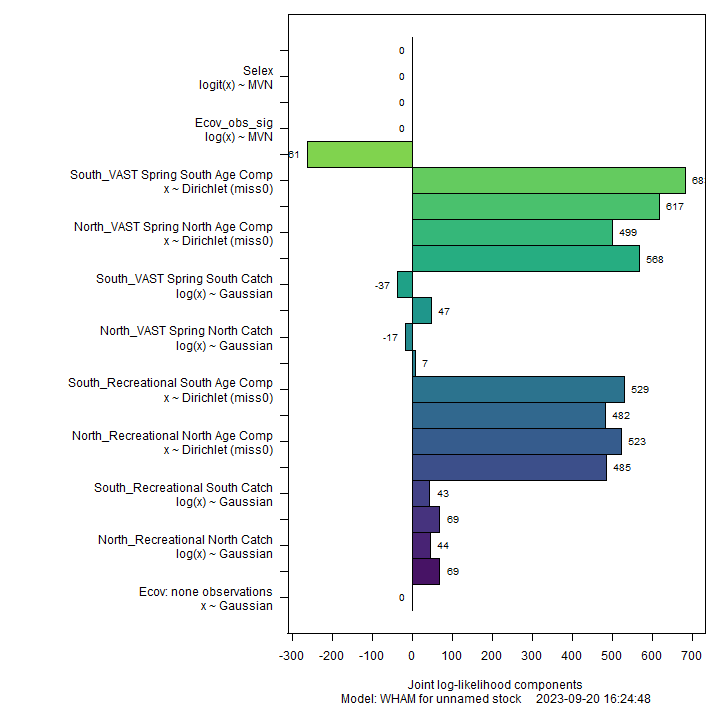 0
Selex
logit(x) ~ MVN
0
0
Ecov_obs_sig
log(x) ~ MVN
0
61
South_VAST Spring South Age Comp
x ~ Dirichlet (miss0)
68
617
North_VAST Spring North Age Comp
x ~ Dirichlet (miss0)
499
568
South_VAST Spring South Catch
log(x) ~ Gaussian
-37
47
North_VAST Spring North Catch
log(x) ~ Gaussian
-17
7
South_Recreational South Age Comp
x ~ Dirichlet (miss0)
529
482
North_Recreational North Age Comp
x ~ Dirichlet (miss0)
523
485
South_Recreational South Catch
log(x) ~ Gaussian
43
69
North_Recreational North Catch
log(x) ~ Gaussian
44
69
Ecov: none observations
x ~ Gaussian
0
-300 -200 -100 0 100 200 300 400 500 600 700
Joint log-likelihood components
Model: WHAM for unnamed stock 2023-09-20 16:24:48